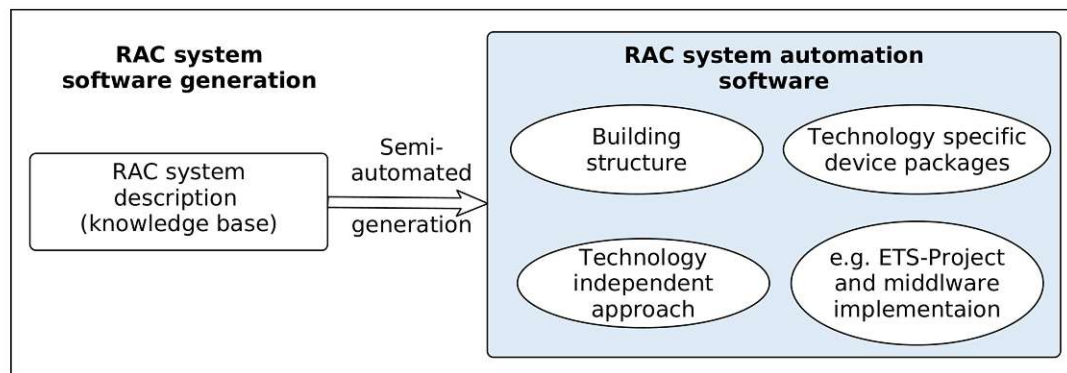 RAC system
software generation
RAC system
description
(knowledge base)
Semi-
automated
generation
RAC system automation
software
Building
structure
Technology specific
device packages
Technology
independent
approach
e.g. ETS-Project
and middlware
implementaion